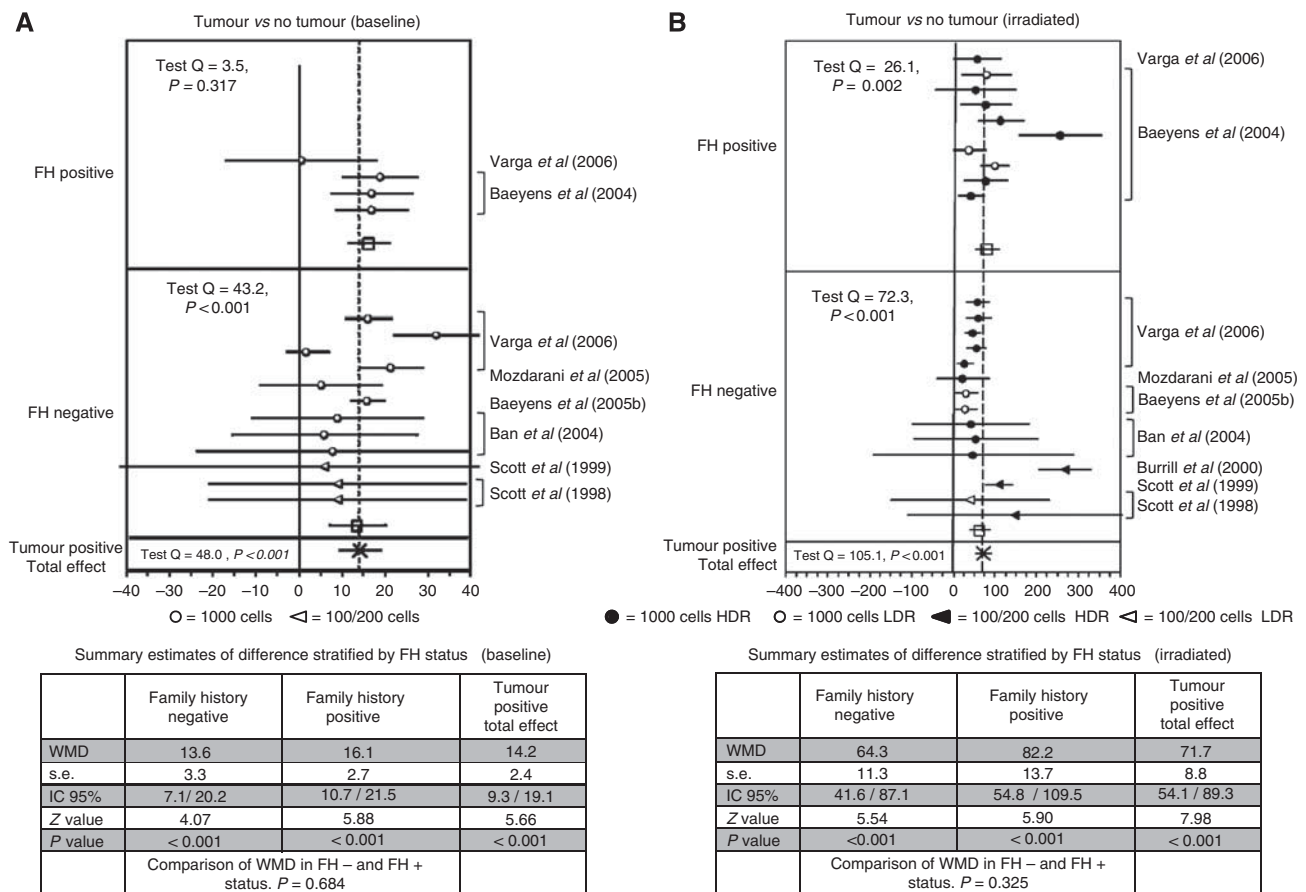 A
Tumour vs no tumour (baseline)
Test Q = 3.5,
P = 0.317
FH positive
Varga et al (2006)
Baeyens et al (2004)
Test Q = 43.2,
P < 0.001
FH negative
Varga et al (2006)
Mozdarani et al (2005)
Baeyens et al (2005b)
Ban et al (2004)
Scott et al (1999)
Scott et al (1998)
Tumour positive
Total effect
Test Q = 48.0 , P < 0.001
−40 −30 −20 −10 0 10 20 30 40
= 1000 cells = 100/200 cells
Summary estimates of difference stratified by FH status (baseline)
Family history negative Family history positive Tumour positive total effect
WMD 13.6 16.1 14.2
s.e. 3.3 2.7 2.4
IC 95% 7.1/ 20.2 10.7 / 21.5 9.3 / 19.1
Z value 4.07 5.88 5.66
P value < 0.001 < 0.001 < 0.001
Comparison of WMD in FH – and FH +
status. P = 0.684
B
Tumour vs no tumour (irradiated)
Test Q = 26.1,
P = 0.002
FH positive
Varga et al (2006)
Baeyens et al (2004)
Test Q = 72.3,
P < 0.001
FH negative
Varga et al (2006)
Mozdarani et al (2005)
Baeyens et al (2005b)
Ban et al (2004)
Burrill et al (2000)
Scott et al (1999)
Scott et al (1998)
Tumour positive
Total effect
Test Q = 105.1, P < 0.001
−400 −300 −200 −100 0 100 200 300 400
= 1000 cells HDR = 1000 cells LDR = 100/200 cells HDR = 100/200 cells LDR
Summary estimates of difference stratified by FH status (irradiated)
Family history negative Family history positive Tumour positive total effect
WMD 64.3 82.2 71.7
s.e. 11.3 13.7 8.8
IC 95% 41.6 / 87.1 54.8 / 109.5 54.1 / 89.3
Z value 5.54 5.90 7.98
P value <0.001 < 0.001 < 0.001
Comparison of WMD in FH – and FH +
status. P = 0.325